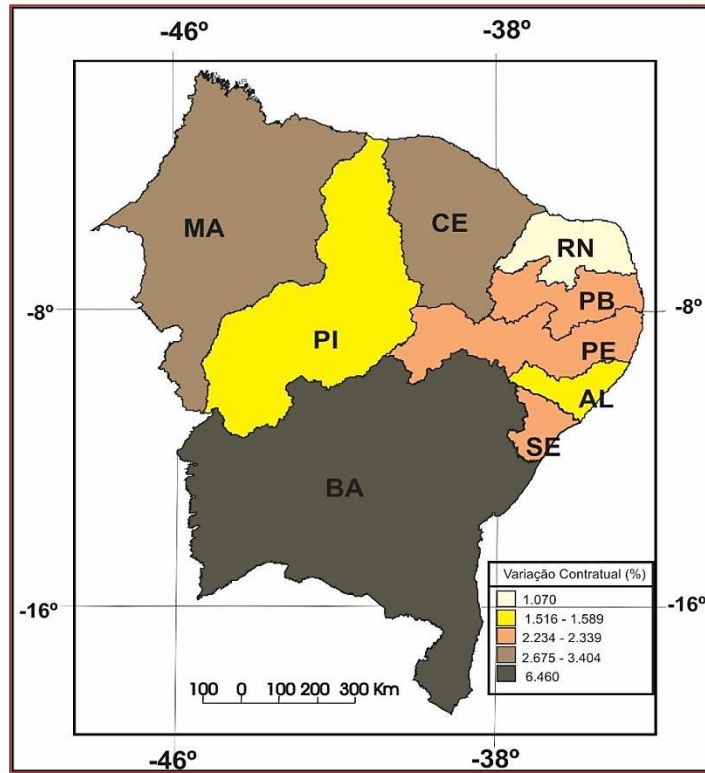 -46º -38º
MA
CE
RN
PB
-8º -8º
PI
PE
AL
SE
BA
Variação Contratual (%)
1.070
1.516 - 1.589
2.234 - 2.339
2.675 - 3.404
6.460
-16º -16º
100 0 100 200 300 Km
-46º -38º